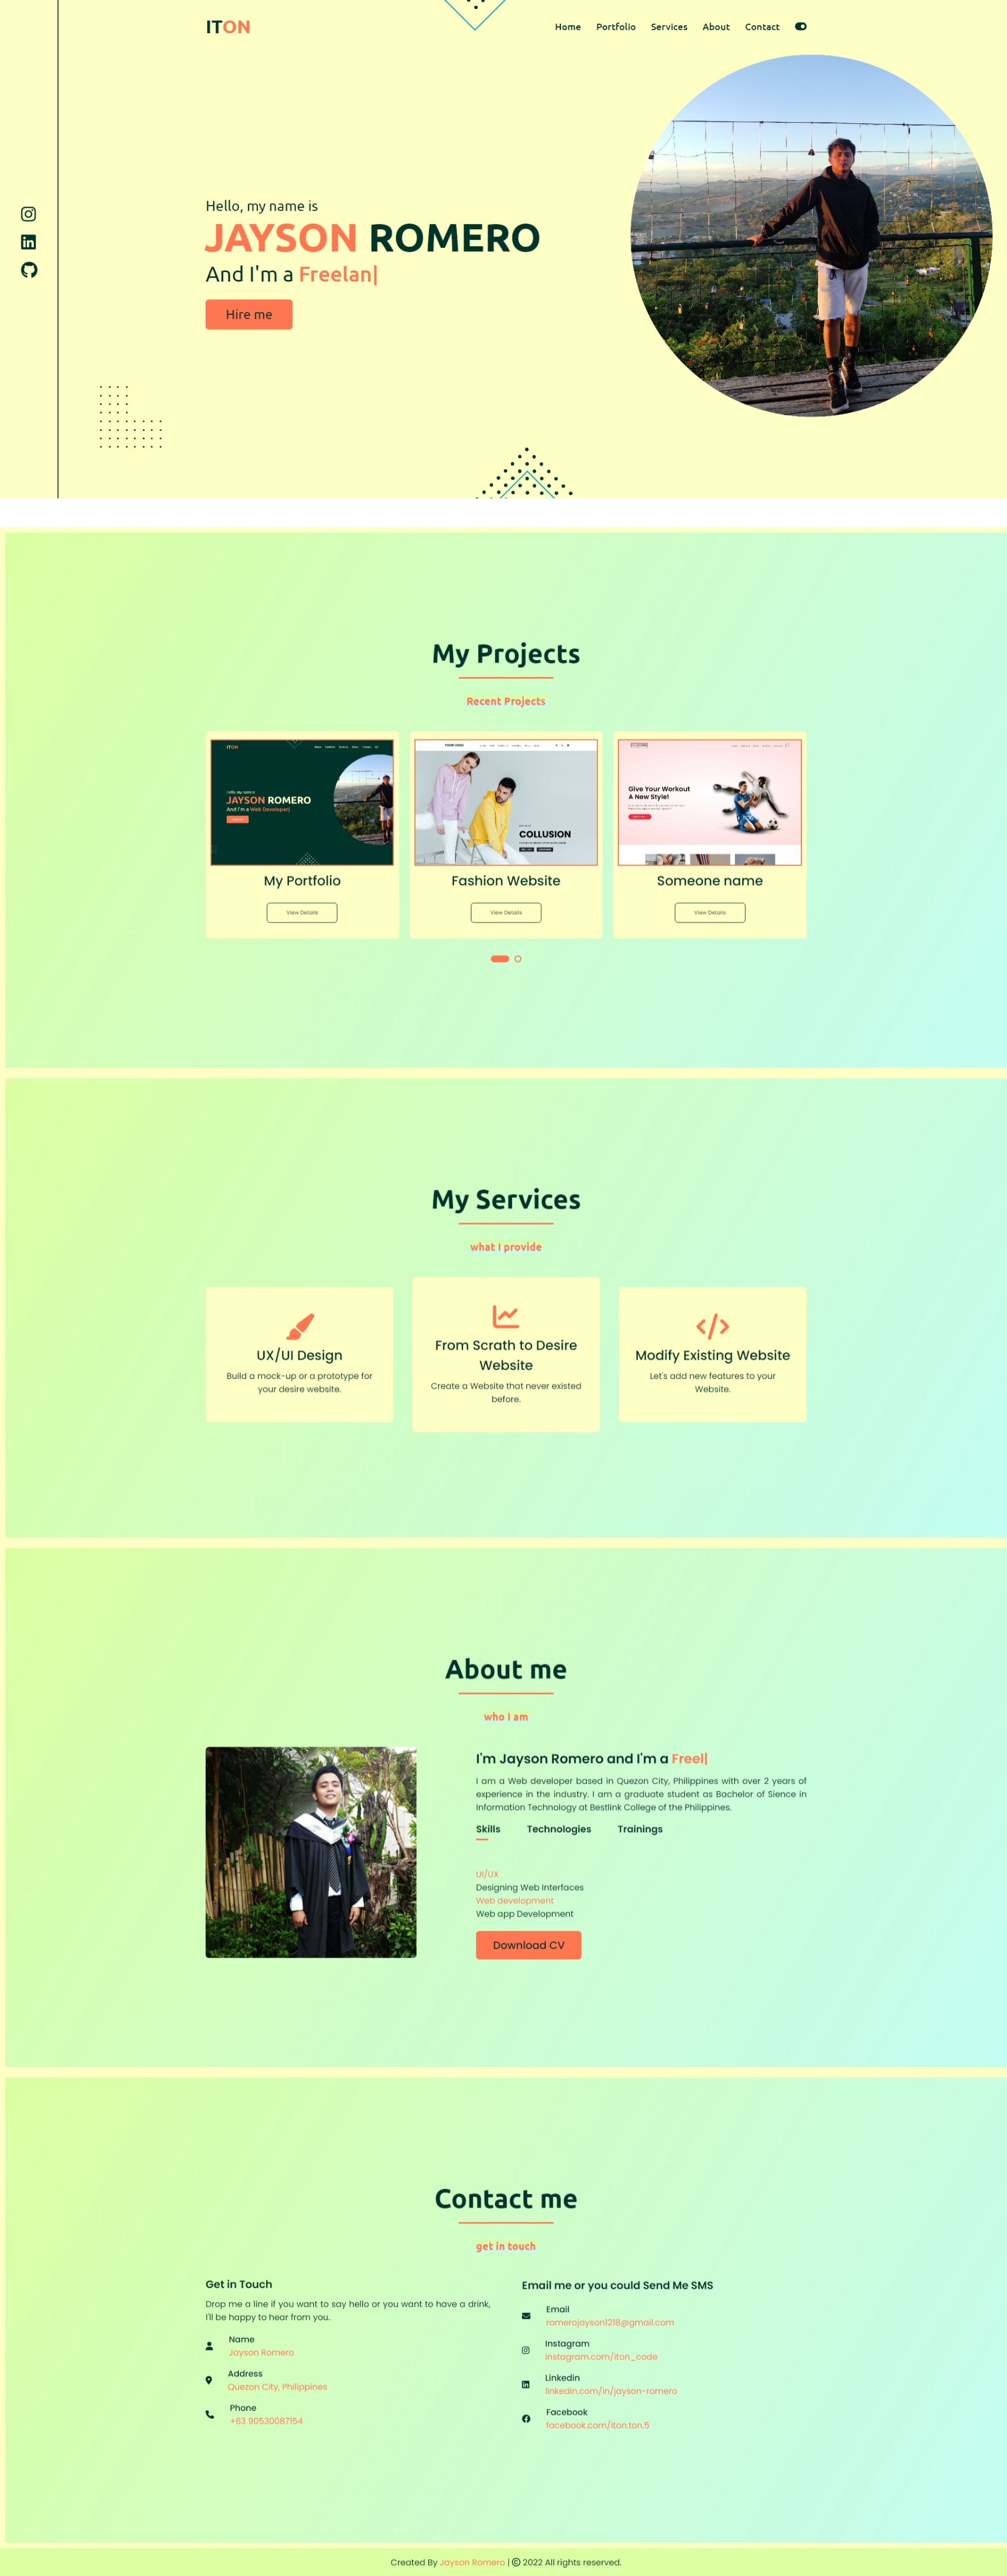 ITON
Home Portfolio Services About Contact
Hello, my name is
JAYSON ROMERO
And I'm a Freelan|
Hire me
My Projects
Recent Projects
ITON
Hello, my name is
JAYSON ROMERO
And I'm a Web Developer|
COLLUSION
Give Your Workout
A New Style!
My Portfolio
Fashion Website
Someone name
View Details
View Details
View Details
My Services
what I provide
UX/UI Design
Build a mock-up or a prototype for
your desire website.
From Scrath to Desire
Website
Create a Website that never existed
before.
Modify Existing Website
Let's add new features to your
Website.
About me
who I am
I'm Jayson Romero and I'm a Freel|
I am a Web developer based in Quezon City, Philippines with over 2 years of
experience in the industry. I am a graduate student as Bachelor of Sience in
Information Technology at Bestlink College of the Philippines.
Skills Technologies Trainings
UI/UX
Designing Web Interfaces
Web development
Web app Development
Download CV
Contact me
get in touch
Get in Touch
Drop me a line if you want to say hello or you want to have a drink,
I'll be happy to hear from you.
Name
Jayson Romero
Address
Quezon City, Philippines
Phone
+63 90530087154
Email me or you could Send Me SMS
Email
romerojayson1218@gmail.com
Instagram
instagram.com/iton_code
Linkedin
linkedin.com/in/jayson-romero
Facebook
facebook.com/iton.ton.5
Created By Jayson Romero | © 2022 All rights reserved.